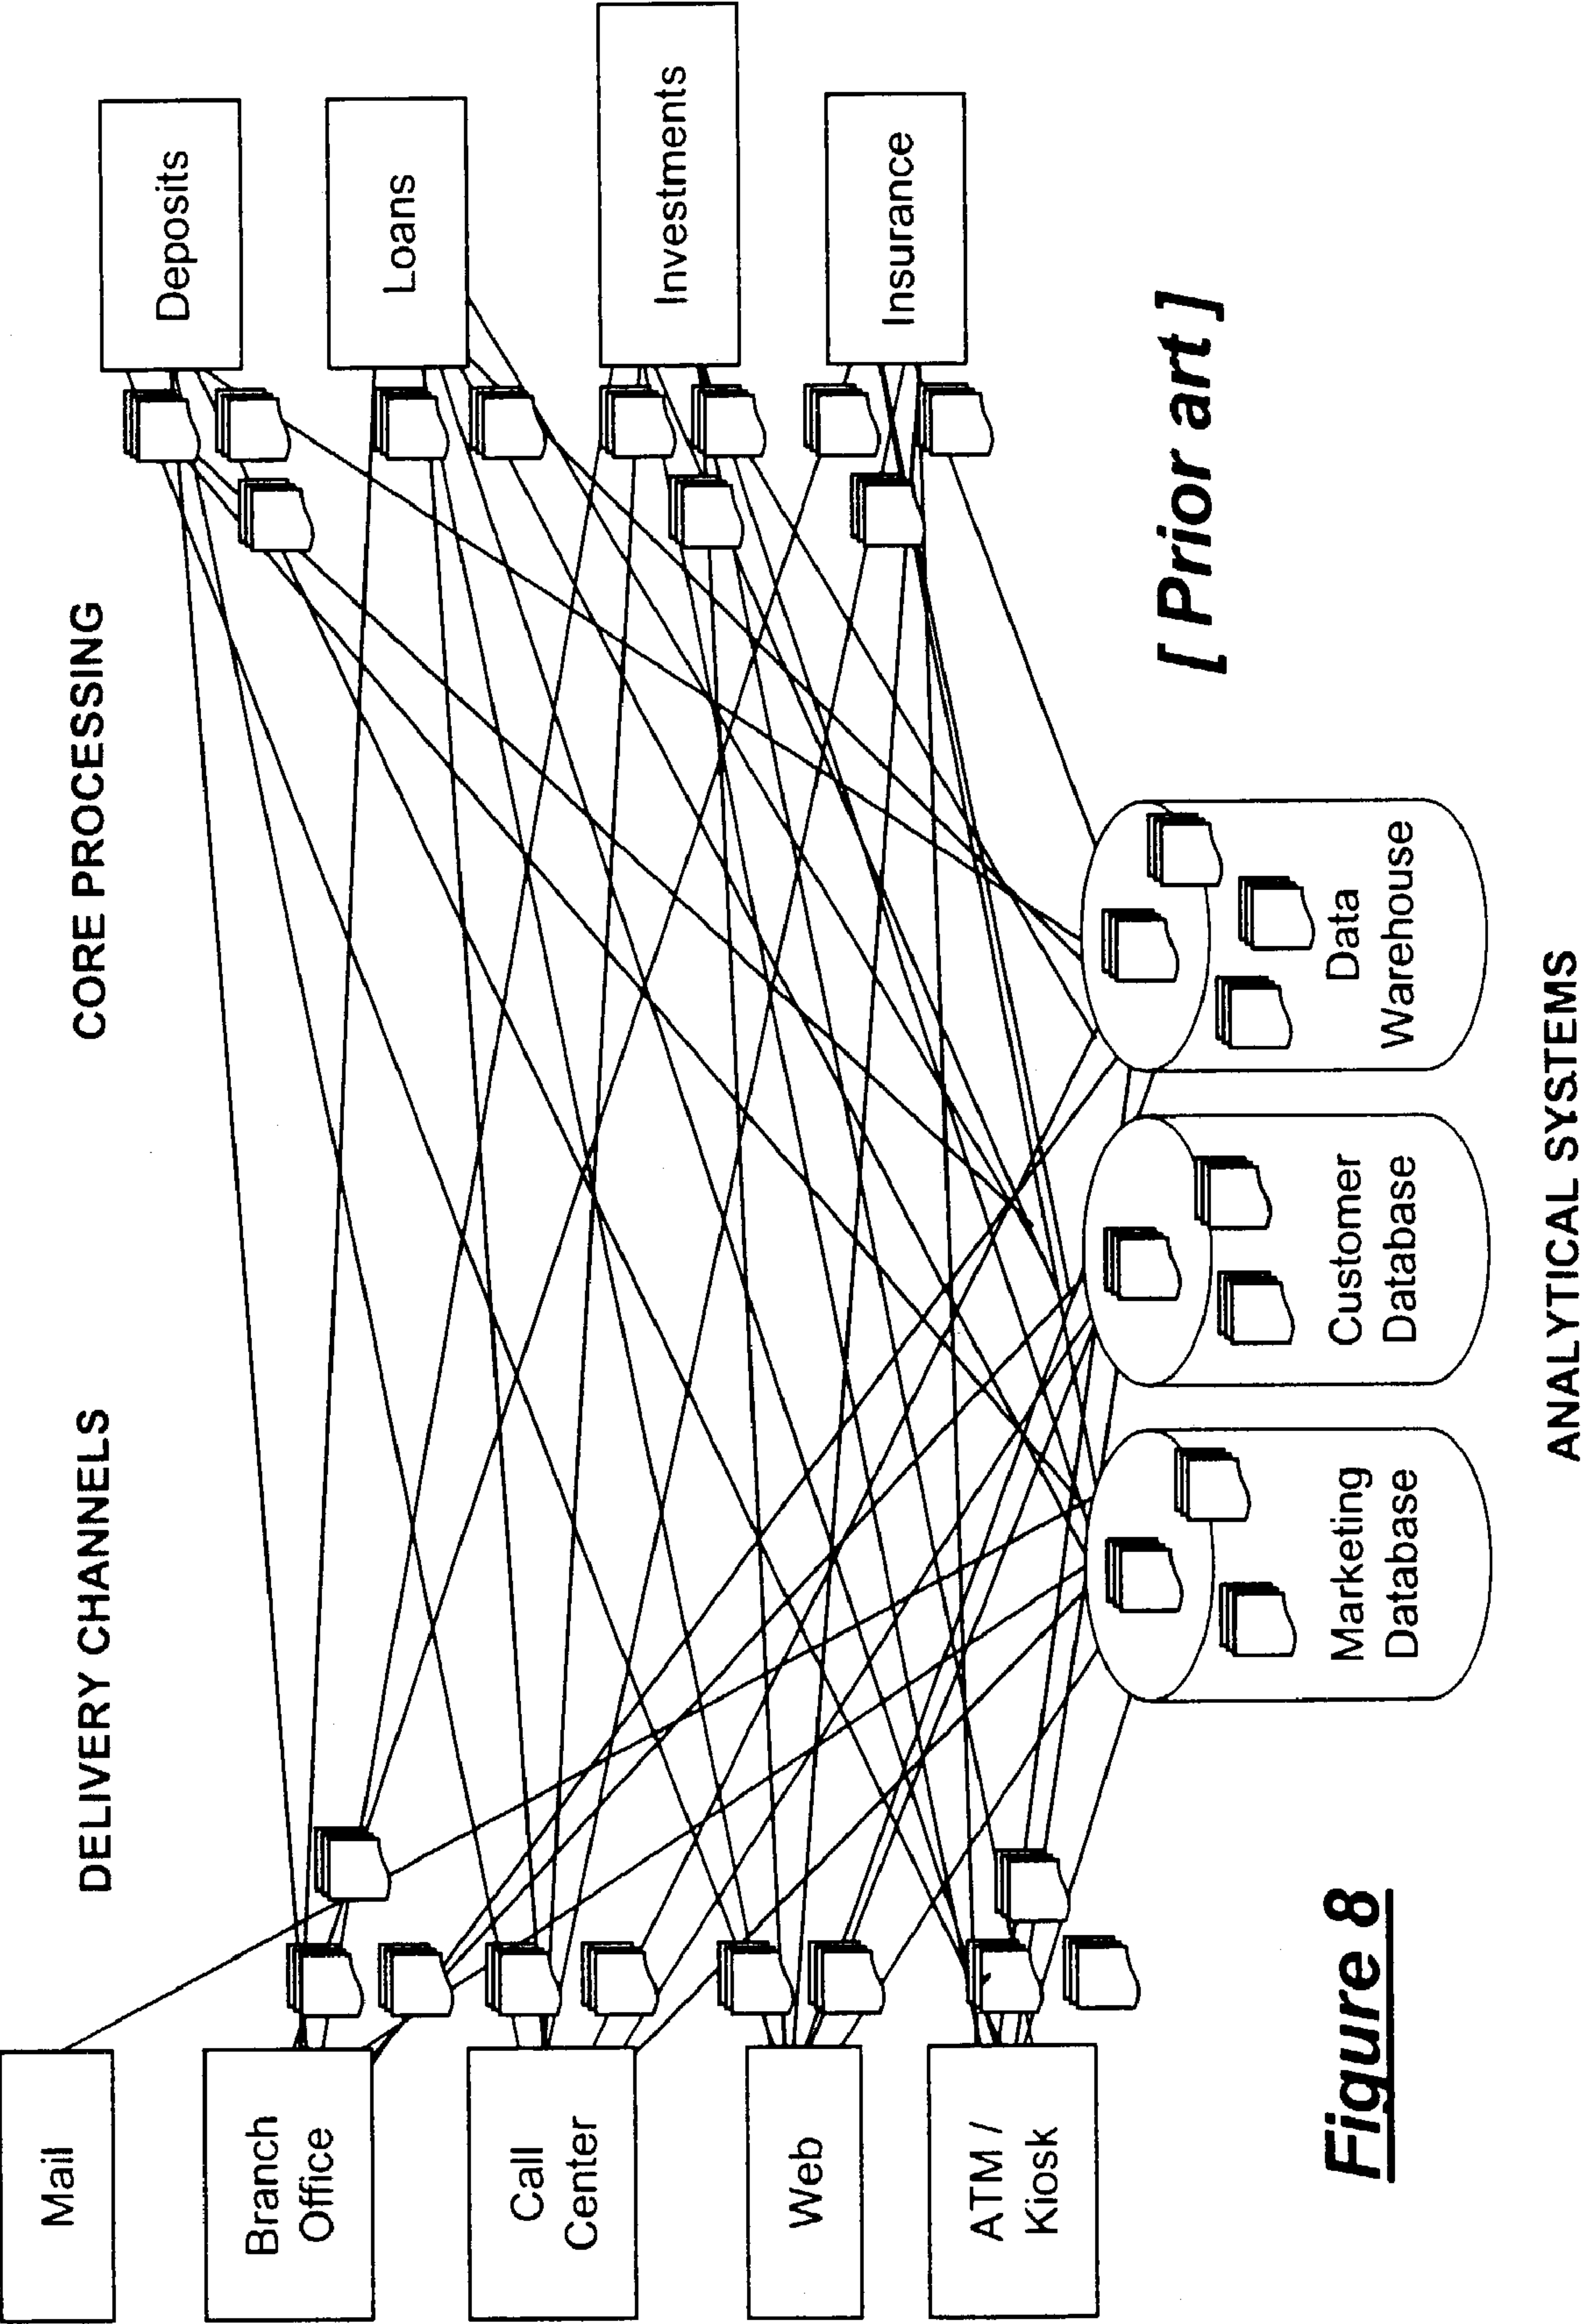 DELIVERY CHANNELS
CORE PROCESSING
Mail
Branch
Office
Call
Center
Web
ATM /
Kiosk
Deposits
Loans
Investments
Insurance
Marketing
Database
Customer
Database
Data
Warehouse
ANALYTICAL SYSTEMS
Figure 8
[ Prior art ]